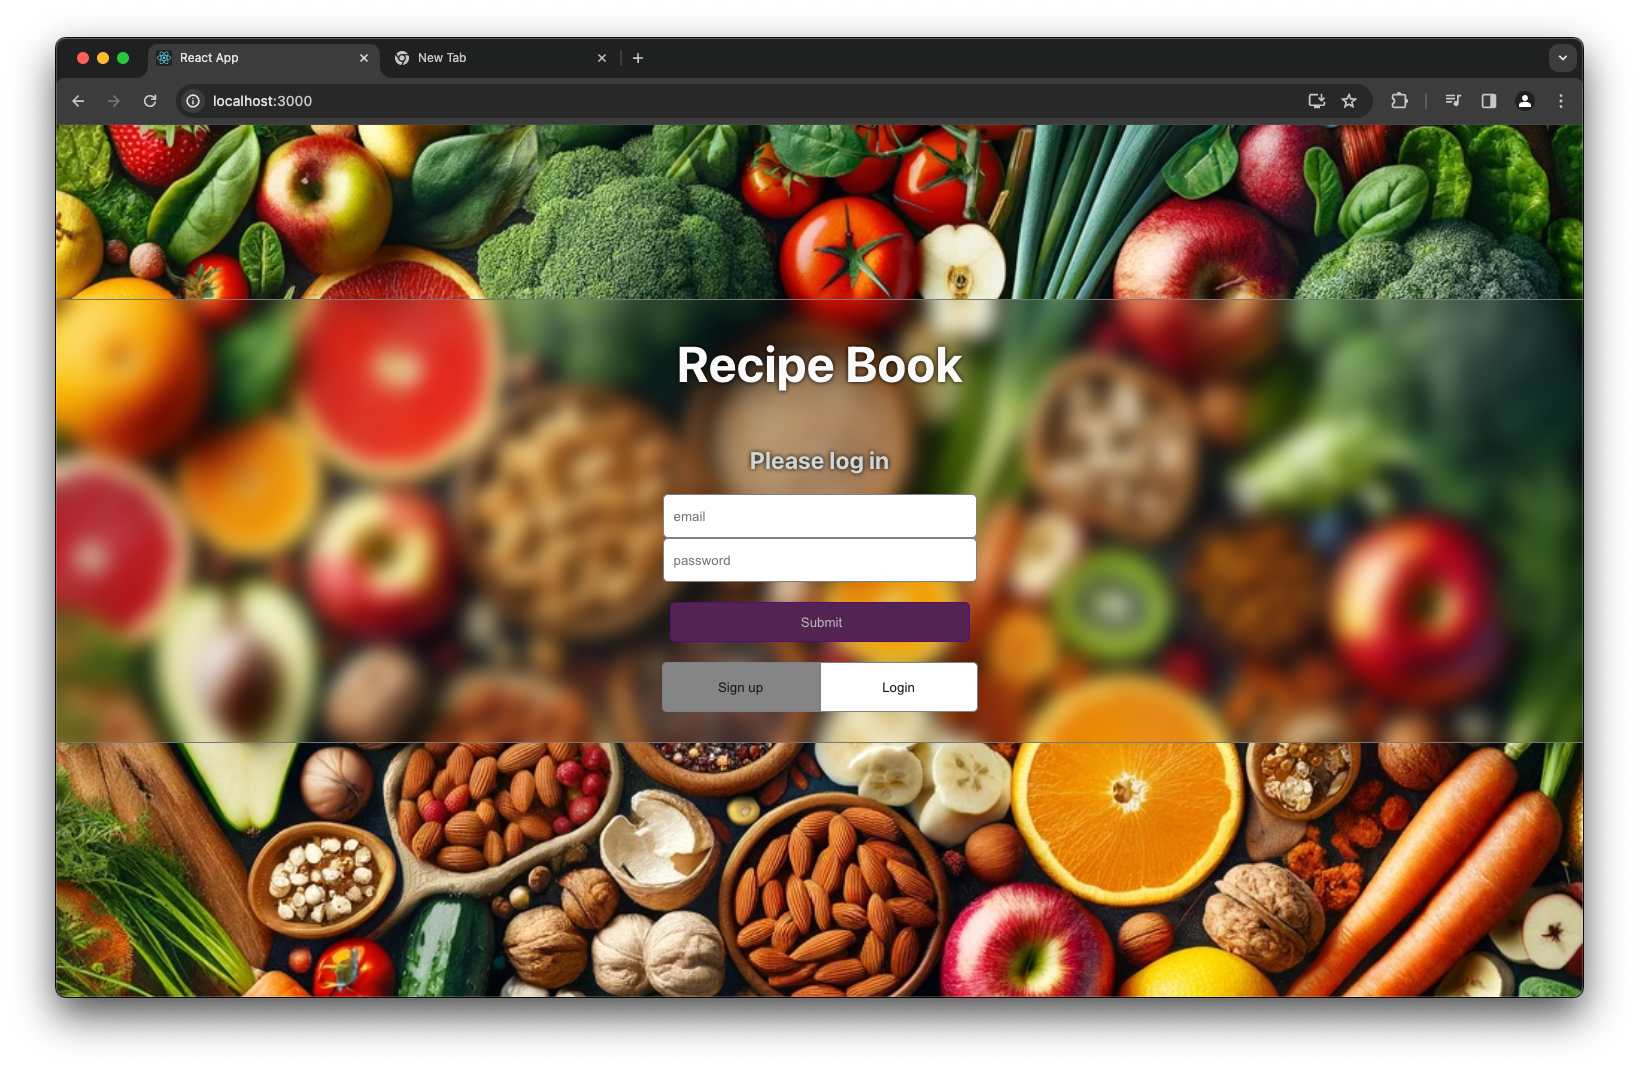 React App
New Tab
localhost:3000
Recipe Book
Please log in
email
password
Submit
Sign up
Login